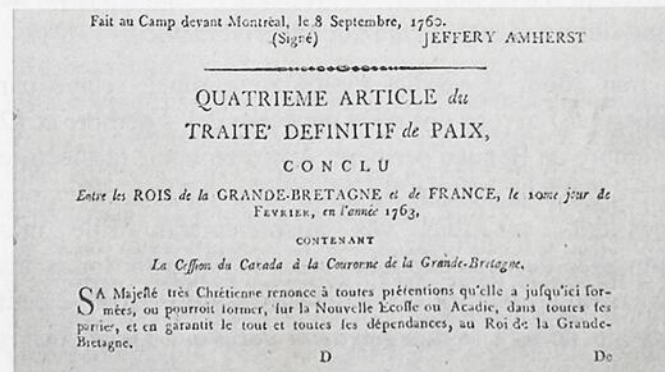 Fait au Camp devant Montréal, le 8 Septembre, 1760.
(Signé) JEFFERY AMHERST
QUATRIEME ARTICLE du
TRAITE' DEFINITIF de PAIX,
CONCLU
Entre les ROIS de la GRANDE-BRETAGNE et de FRANCE, le 10me jour de
FEVRIER, en l'année 1763,
CONTENANT
La Cession du Canada à la Couronne de la Grande-Bretagne.
SA Majesté très Chrétienne renonce à toutes prétentions qu'elle a jusqu'ici for-
mées, ou pourroit former, sur la Nouvelle Ecosse ou Acadie, dans toutes ses
parties, et en garantit le tout et toutes ses dépendances, au Roi de la Grande-
Bretagne.
D De